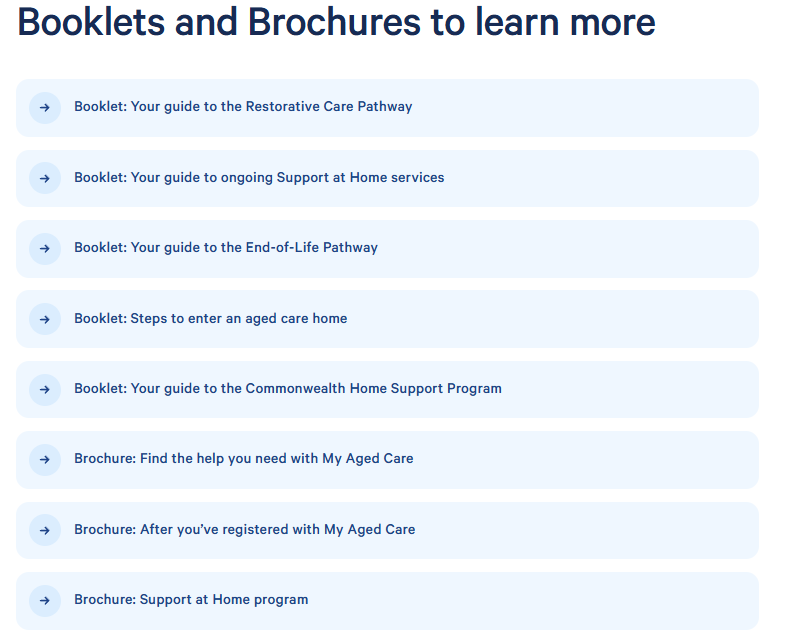 Booklets and Brochures to learn more
Booklet: Your guide to the Restorative Care Pathway
Booklet: Your guide to ongoing Support at Home services
Booklet: Your guide to the End-of-Life Pathway
Booklet: Steps to enter an aged care home
Booklet: Your guide to the Commonwealth Home Support Program
Brochure: Find the help you need with My Aged Care
Brochure: After you’ve registered with My Aged Care
Brochure: Support at Home program